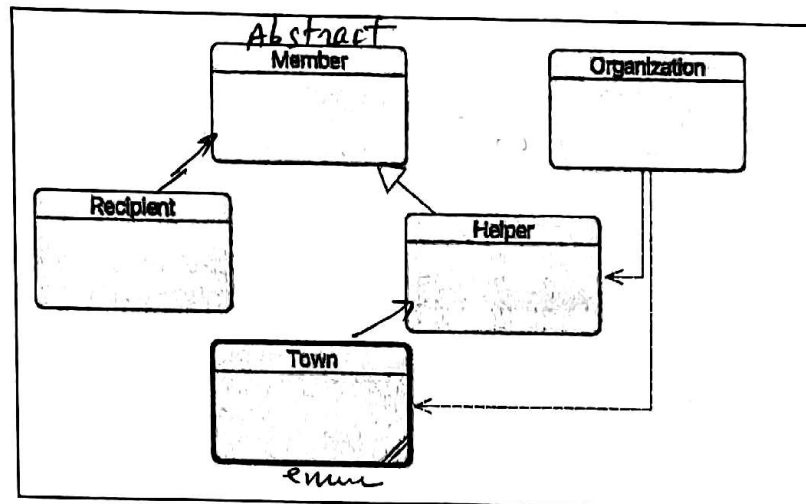 Abstract
Member
Organization
Recipient
Helper
Town
enum